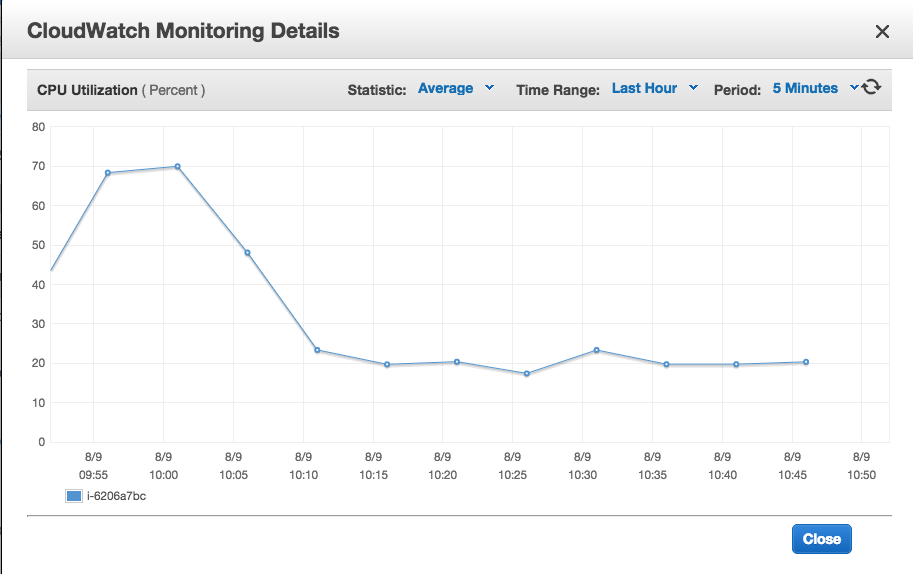 CloudWatch Monitoring Details
CPU Utilization ( Percent ) Statistic: Average Time Range: Last Hour Period: 5 Minutes
80
70
60
50
40
30
20
10
0
8/9 8/9 8/9 8/9 8/9 8/9 8/9 8/9 8/9 8/9 8/9 8/9
09:55 10:00 10:05 10:10 10:15 10:20 10:25 10:30 10:35 10:40 10:45 10:50
i-6206a7bc
Close